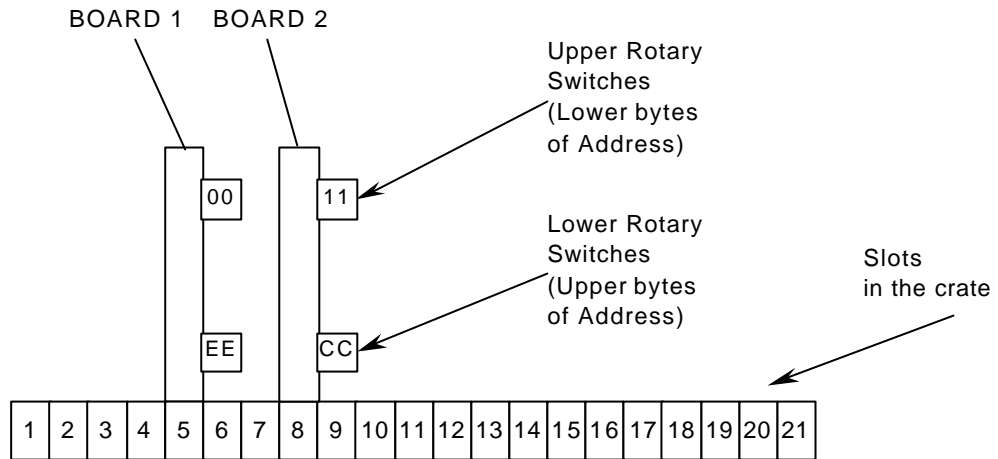 BOARD 1
BOARD 2
Upper Rotary
Switches
(Lower bytes
of Address)
00
11
Lower Rotary
Switches
(Upper bytes
of Address)
Slots
in the crate
EE
CC
1 2 3 4 5 6 7 8 9 10 11 12 13 14 15 16 17 18 19 20 21